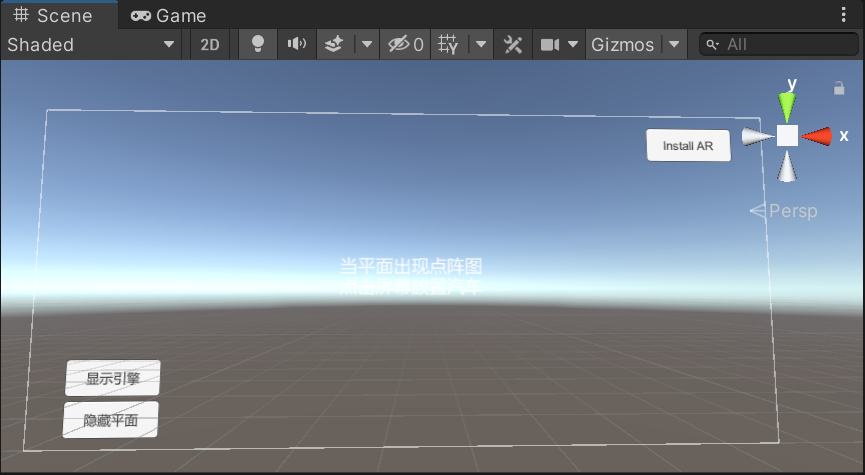 Scene Game
Shaded 2D 0 Gizmos All
y
Install AR
x
Persp
当平面出现点阵图
点击屏幕放置汽车
显示引擎
隐藏平面